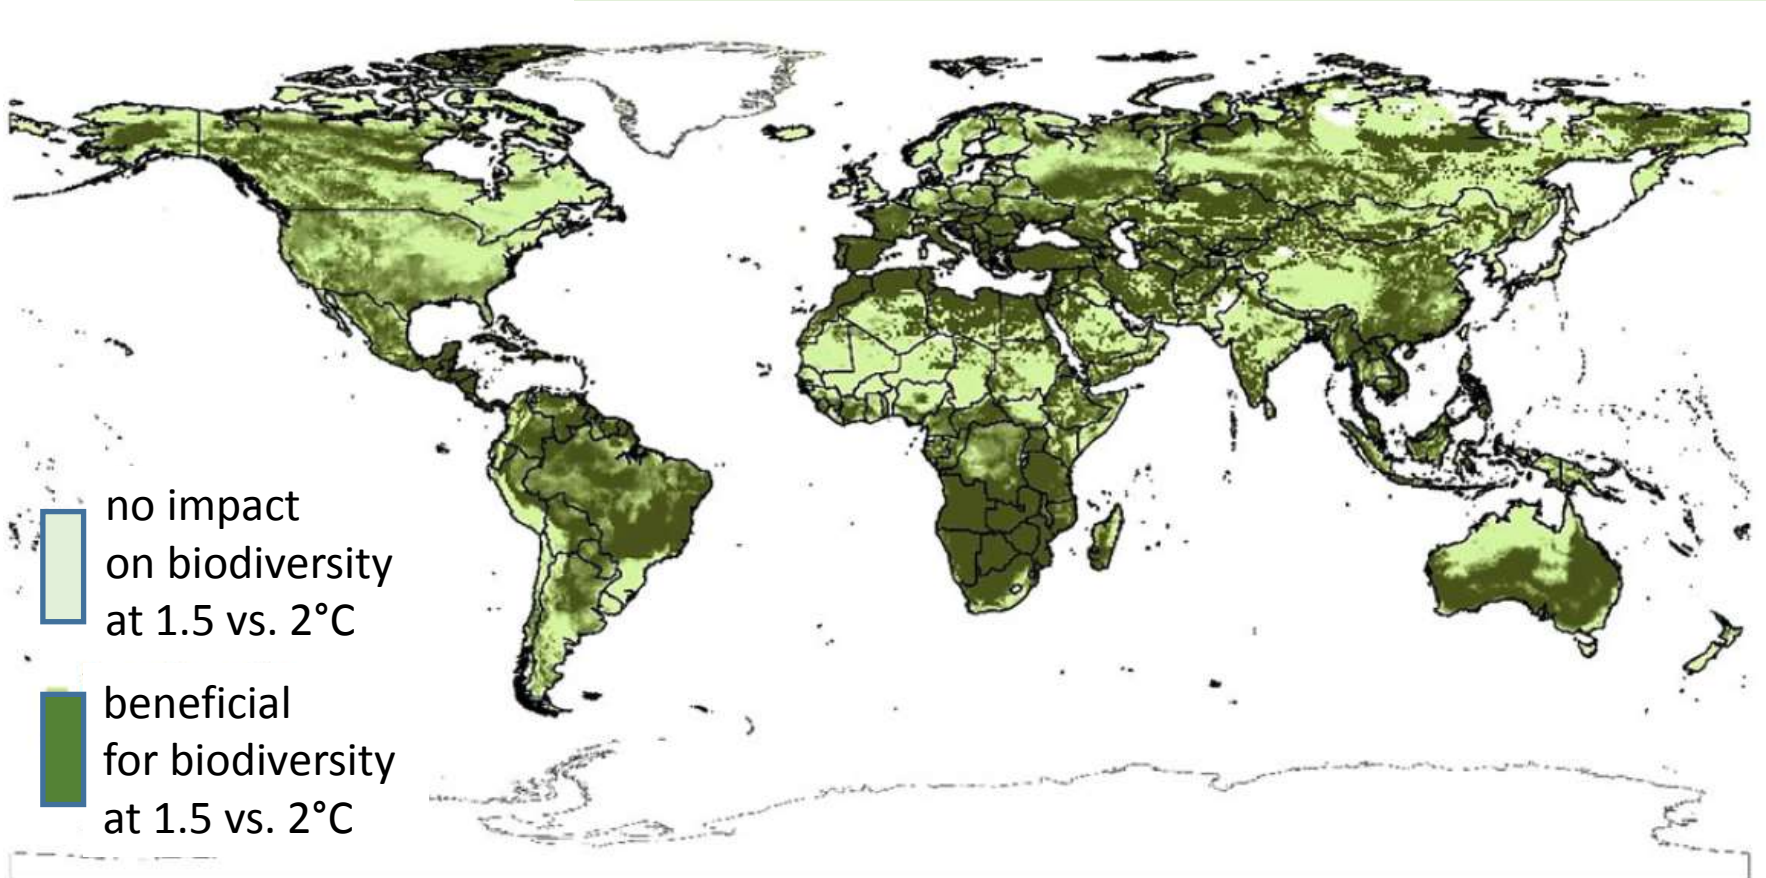 no impact
on biodiversity
at 1.5 vs. 2°C
beneficial
for biodiversity
at 1.5 vs. 2°C